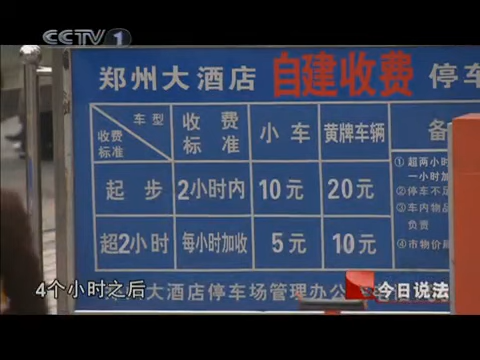 CCTV 1
郑州大酒店 自建收费 停车
车型 收费标准 收费标准 小车 黄牌车辆 备
起步 2小时内 10元 20元
超2小时 每小时加收 5元 10元
①超两小时
一小时加
②停车不足
③车内物品
负责
④市物价局
大酒店停车场管理办公
4个小时之后
今日说法